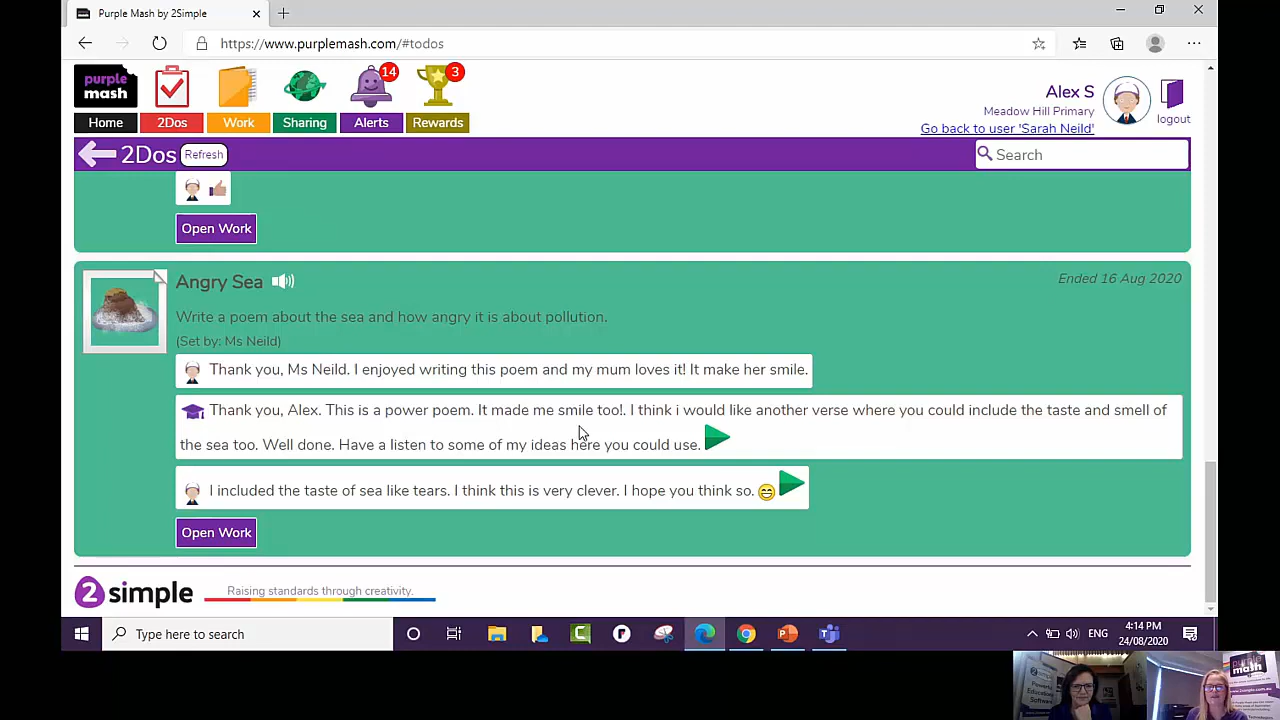 Purple Mash by 2Simple
https://www.purplemash.com/#todos
purple mash
14
3
Home
2Dos
Work
Sharing
Alerts
Rewards
Alex S
Meadow Hill Primary
Go back to user 'Sarah Neild'
logout
2Dos
Refresh
Search
Open Work
Angry Sea
Ended 16 Aug 2020
Write a poem about the sea and how angry it is about pollution.
(Set by: Ms Neild)
Thank you, Ms Neild. I enjoyed writing this poem and my mum loves it! It make her smile.
Thank you, Alex. This is a power poem. It made me smile too!. I think i would like another verse where you could include the taste and smell of
the sea too. Well done. Have a listen to some of my ideas here you could use.
I included the taste of sea like tears. I think this is very clever. I hope you think so.
Open Work
2simple
Raising standards through creativity.
Type here to search
ENG
4:14 PM
24/08/2020
purple
mash